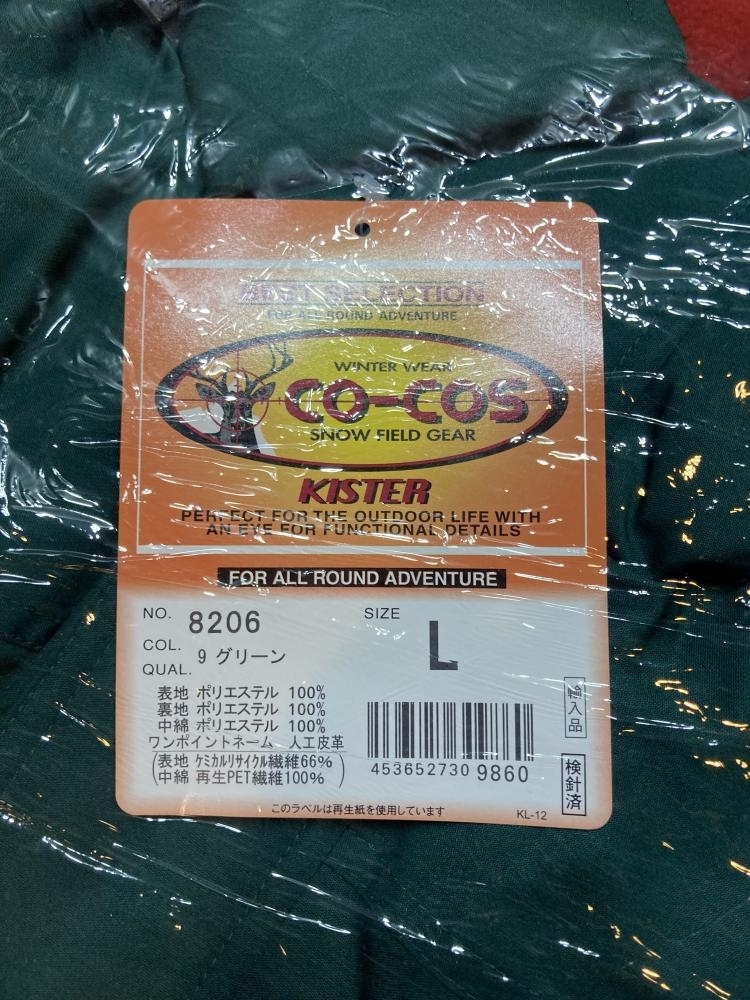 BEST SELECTION
FOR ALL ROUND ADVENTURE
WINTER WEAR
CO-COS
SNOW FIELD GEAR
KISTER
PERFECT FOR THE OUTDOOR LIFE WITH
AN EYE FOR FUNCTIONAL DETAILS
FOR ALL ROUND ADVENTURE
NO. 8206
SIZE L
COL. 9 グリーン
QUAL.
表地 ポリエステル 100%
裏地 ポリエステル 100%
中綿 ポリエステル 100%
ワンポイントネーム 人工皮革
(表地 ケミカルリサイクル繊維66%
中綿 再生PET繊維100%)
453652730 9860
輸入品
検針済
このラベルは再生紙を使用しています
KL-12